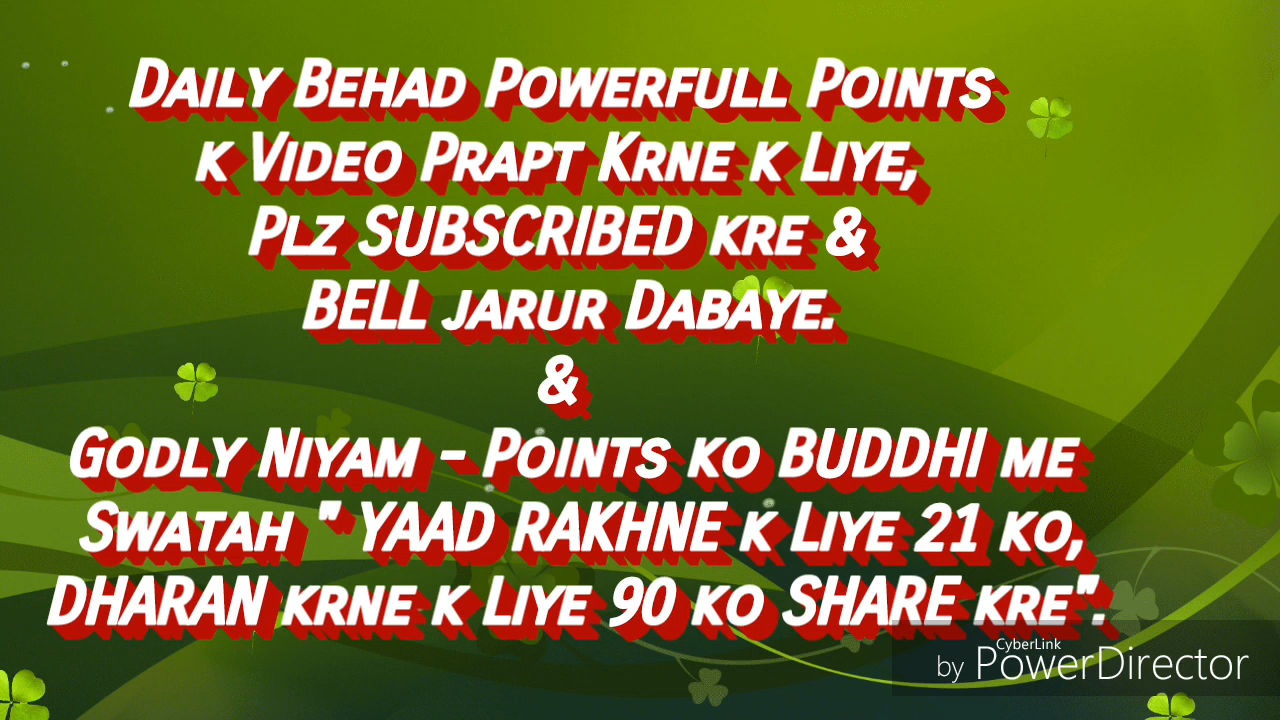 Daily Behad Powerfull Points
k Video Prapt Krne k Liye,
Plz SUBSCRIBED kre &
BELL jarur Dabaye.
&
Godly Niyam - Points ko BUDDHI me
Swatah " YAAD RAKHNE k Liye 21 ko,
DHARAN krne k Liye 90 ko SHARE kre".
CyberLink
by PowerDirector